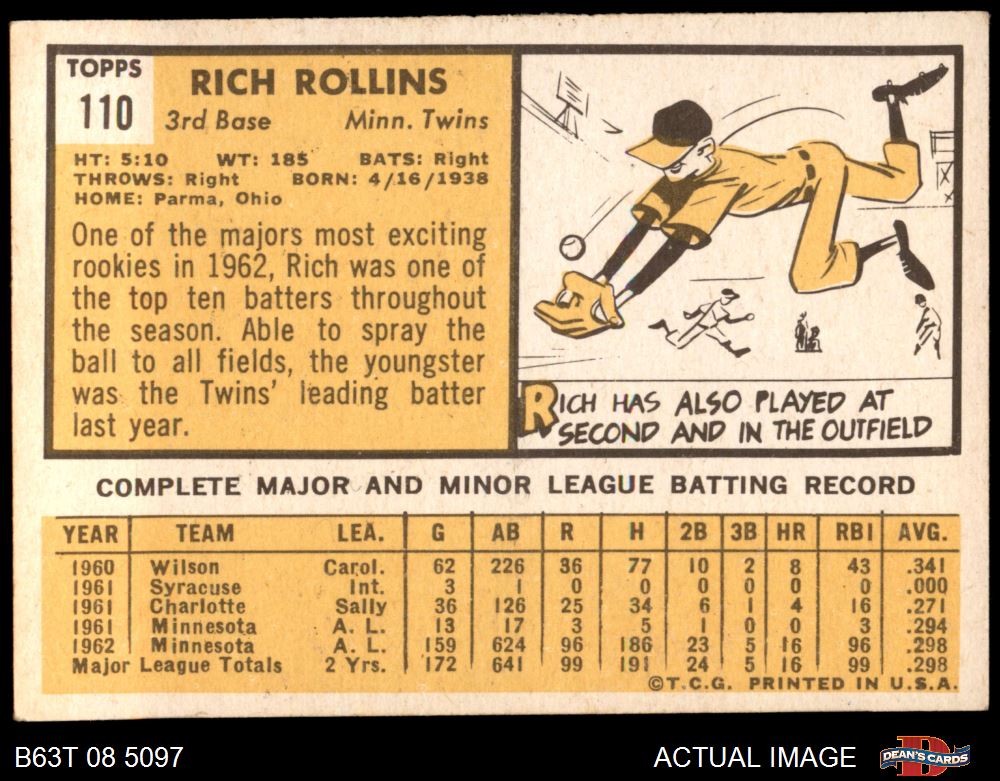 TOPPS
110
RICH ROLLINS
3rd Base Minn. Twins
HT: 5:10 WT: 185 BATS: Right
THROWS: Right BORN: 4/16/1938
HOME: Parma, Ohio
One of the majors most exciting
rookies in 1962, Rich was one of
the top ten batters throughout
the season. Able to spray the
ball to all fields, the youngster
was the Twins' leading batter
last year.
RICH HAS ALSO PLAYED AT
SECOND AND IN THE OUTFIELD
COMPLETE MAJOR AND MINOR LEAGUE BATTING RECORD
YEAR TEAM LEA. G AB R H 2B 3B HR RBI AVG.
1960 Wilson Carol. 62 226 36 77 10 2 8 43 .341
1961 Syracuse Int. 3 1 0 0 0 0 0 0 .000
1961 Charlotte Sally 36 126 25 34 6 1 4 16 .271
1961 Minnesota A. L. 13 17 3 5 1 0 0 3 .294
1962 Minnesota A. L. 159 624 96 186 23 5 16 96 .298
Major League Totals 2 Yrs. 172 641 99 191 24 5 16 99 .298
©T.C.G. PRINTED IN U.S.A.
B63T 08 5097 ACTUAL IMAGE DEAN'S CARDS